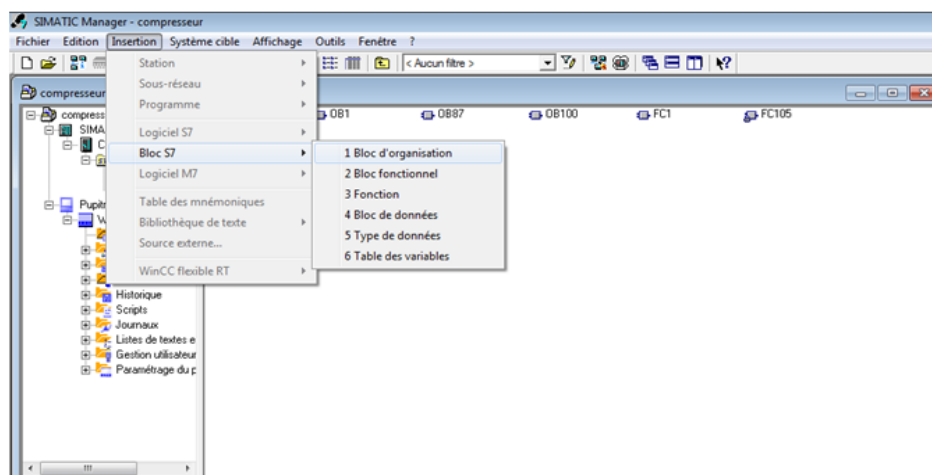 SIMATIC Manager - compresseur
Fichier Edition Insertion Système cible Affichage Outils Fenêtre ?
< Aucun filtre >
compresseur
compress
SIMA
C
Pupitr
W
Historique
Scripts
Journaux
Listes de textes e
Gestion utilisateur
Paramétrage du p
Station
Sous-réseau
Programme
Logiciel S7
Bloc S7
Logiciel M7
Table des mnémoniques
Bibliothèque de texte
Source externe...
WinCC flexible RT
1 Bloc d'organisation
2 Bloc fonctionnel
3 Fonction
4 Bloc de données
5 Type de données
6 Table des variables
OB1 OB87 OB100 FC1 FC105